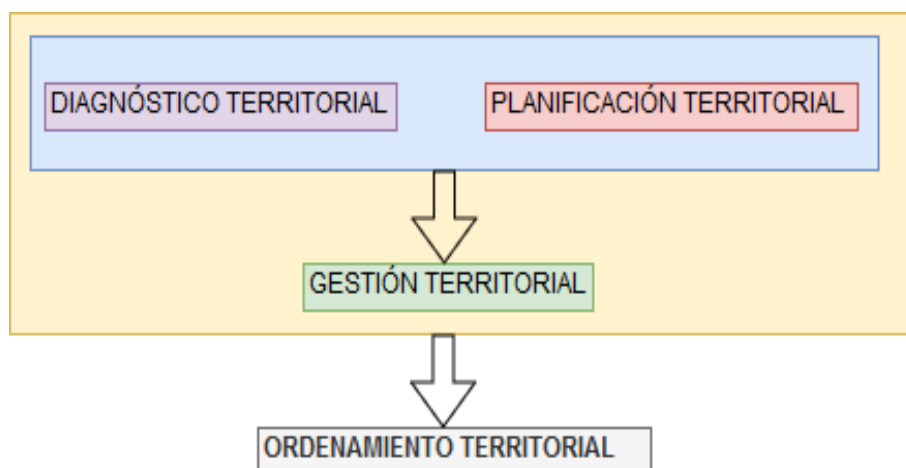 DIAGNÓSTICO TERRITORIAL
PLANIFICACIÓN TERRITORIAL
GESTIÓN TERRITORIAL
ORDENAMIENTO TERRITORIAL